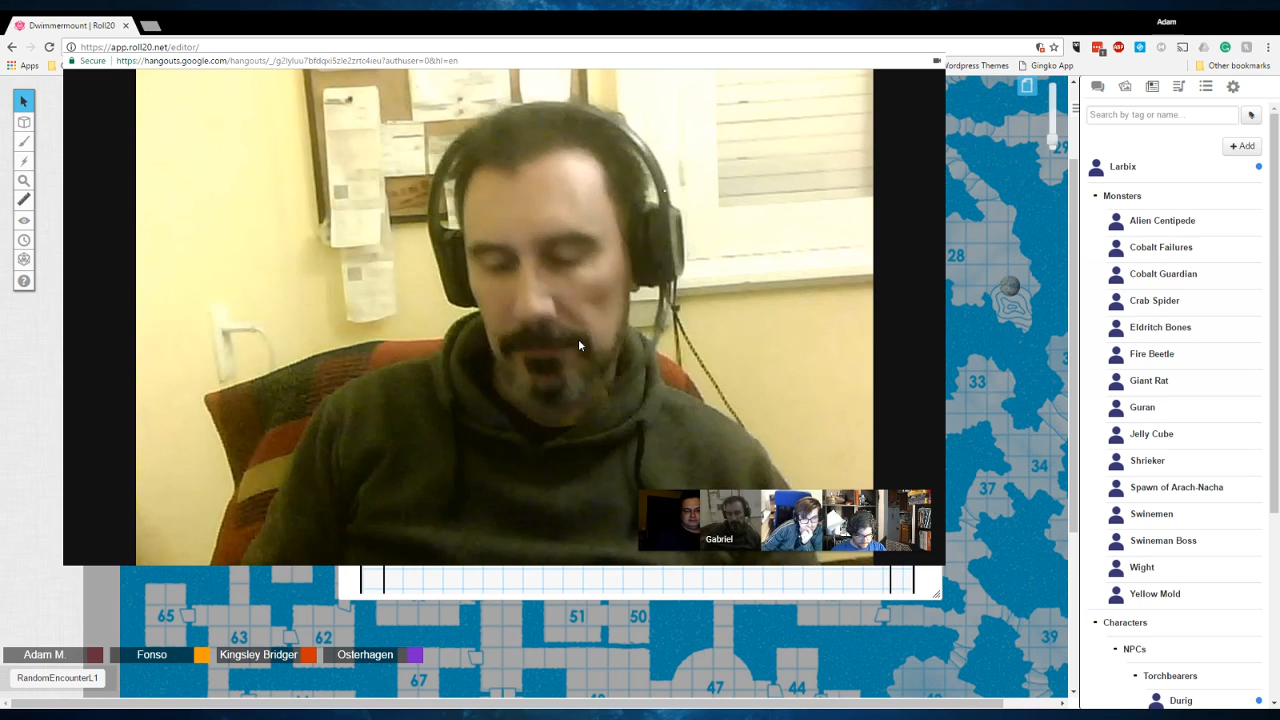 Adam
Dwimmermount | Roll20
https://app.roll20.net/editor/
Apps
Secure
https://hangouts.google.com/hangouts/_/g2lyluu7bfdqxi5zle2zrtc4ieu?authuser=0&hl=en
Wordpress Themes
Gingko App
Other bookmarks
Search by tag or name...
+ Add
Larbix
Monsters
Alien Centipede
Cobalt Failures
Cobalt Guardian
Crab Spider
Eldritch Bones
Fire Beetle
Giant Rat
Guran
Jelly Cube
Shrieker
Spawn of Arach-Nacha
Swinemen
Swineman Boss
Wight
Yellow Mold
Characters
NPCs
Torchbearers
Durig
29
28
33
34
37
39
Gabriel
65
63
62
51
50
67
47
44
Adam M.
Fonso
Kingsley Bridger
Osterhagen
RandomEncounterL1